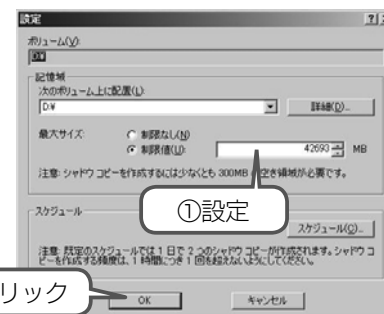 設定
ボリューム(V):
D:¥
記憶域
次のボリューム上に配置(L):
D:¥
詳細(D)...
最大サイズ:
制限なし(N)
制限値(U):
42693 MB
注意: シャドウ コピーを作成するには少なくとも 300MB の空き領域が必要です。
スケジュール
①設定
スケジュール(C)...
注意: 既定のスケジュールでは 1 日で 2 つのシャドウ コピーが作成されます。シャドウ コ
ピーを作成する頻度は、1 時間につき 1 回を超えないようにしてください。
リック
OK
キャンセル